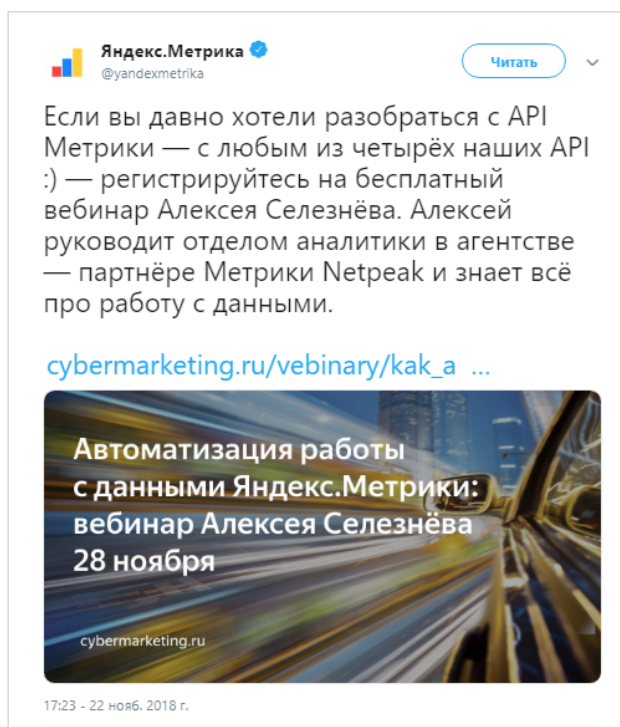 Яндекс.Метрика
@yandexmetrika
Читать
Если вы давно хотели разобраться с API
Метрики — с любым из четырёх наших API
:) — регистрируйтесь на бесплатный
вебинар Алексея Селезнёва. Алексей
руководит отделом аналитики в агентстве
— партнёре Метрики Netpeak и знает всё
про работу с данными.
cybermarketing.ru/vebinary/kak_a ...
Автоматизация работы
с данными Яндекс.Метрики:
вебинар Алексея Селезнёва
28 ноября
cybermarketing.ru
17:23 - 22 нояб. 2018 г.